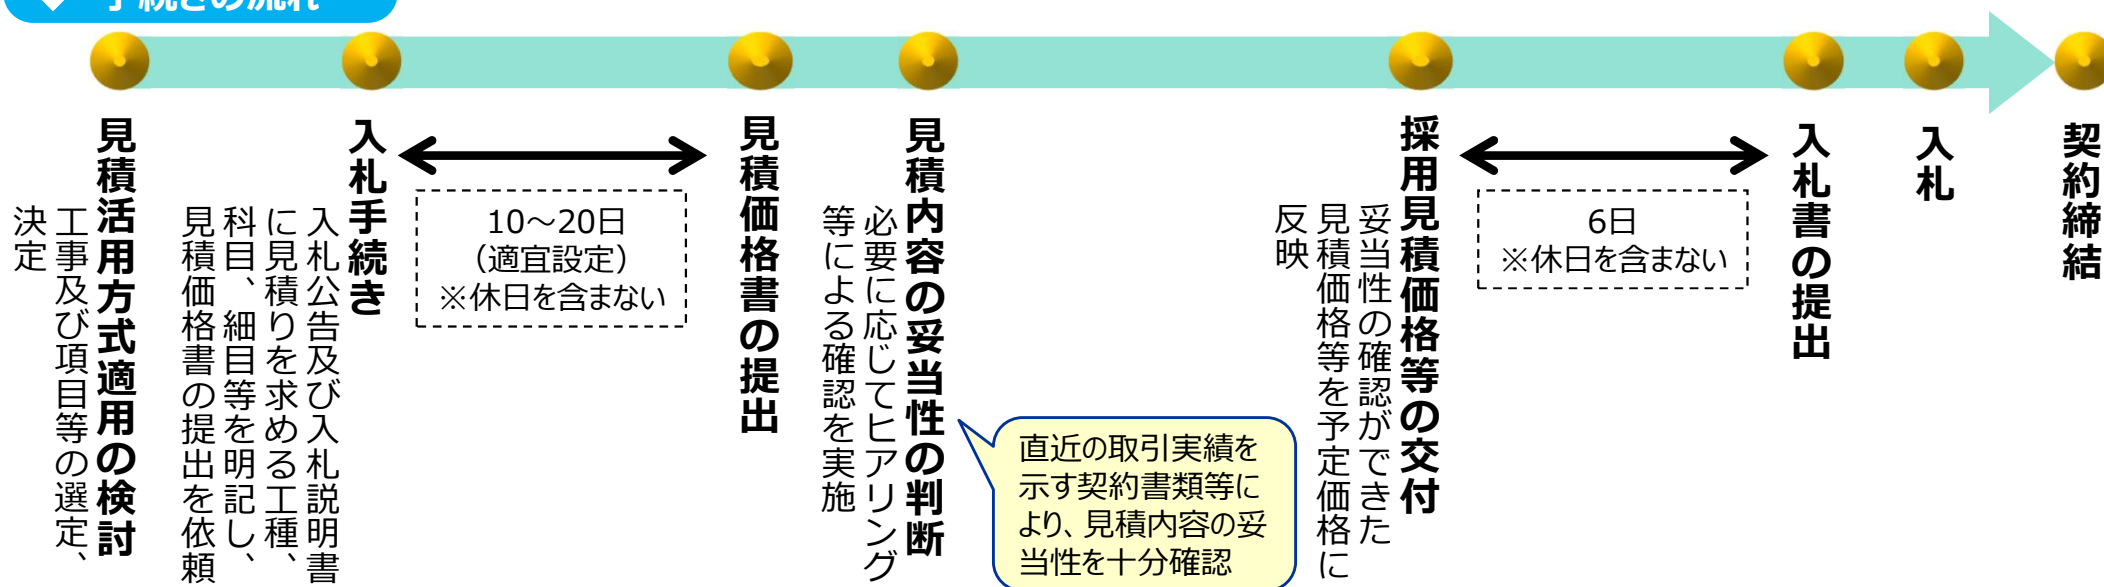 手続きの流れ
見積活用方式適用の検討
工事及び項目等の選定、
決定
入札手続き
入札公告及び入札説明書
に見積りを求める工種、
科目、細目等を明記し、
見積価格書の提出を依頼
10～20日
（適宜設定）
※休日を含まない
見積価格書の提出
見積内容の妥当性の判断
必要に応じてヒアリング
等による確認を実施
直近の取引実績を
示す契約書類等に
より、見積内容の妥
当性を十分確認
採用見積価格等の交付
妥当性の確認ができた
見積価格等を予定価格に
反映
6日
※休日を含まない
入札書の提出
入札
契約締結